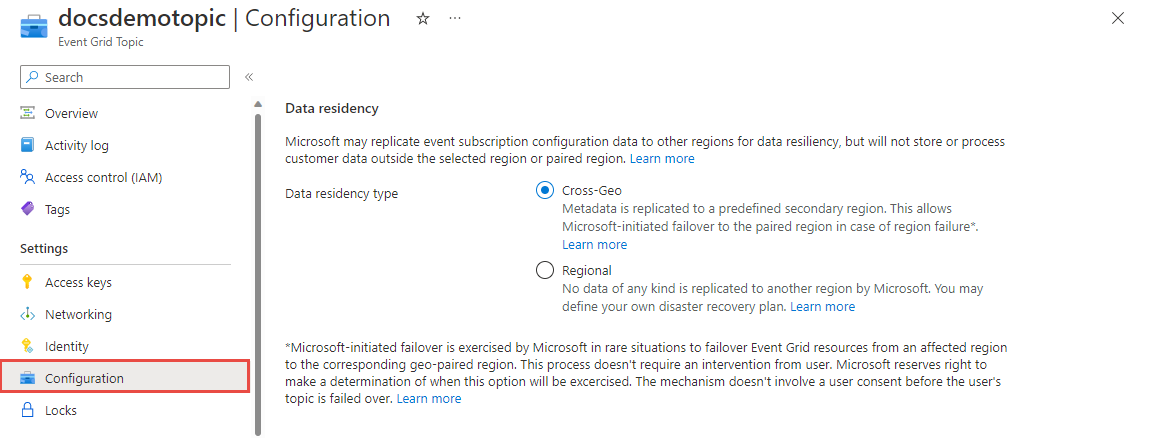 docsdemotopic | Configuration
Event Grid Topic
Search
Overview
Activity log
Access control (IAM)
Tags
Settings
Access keys
Networking
Identity
Configuration
Locks
Data residency
Microsoft may replicate event subscription configuration data to other regions for data resiliency, but will not store or process
customer data outside the selected region or paired region. Learn more
Data residency type
Cross-Geo
Metadata is replicated to a predefined secondary region. This allows
Microsoft-initiated failover to the paired region in case of region failure*.
Learn more
Regional
No data of any kind is replicated to another region by Microsoft. You may
define your own disaster recovery plan. Learn more
*Microsoft-initiated failover is exercised by Microsoft in rare situations to failover Event Grid resources from an affected region
to the corresponding geo-paired region. This process doesn't require an intervention from user. Microsoft reserves right to
make a determination of when this option will be excercised. The mechanism doesn't involve a user consent before the user's
topic is failed over. Learn more